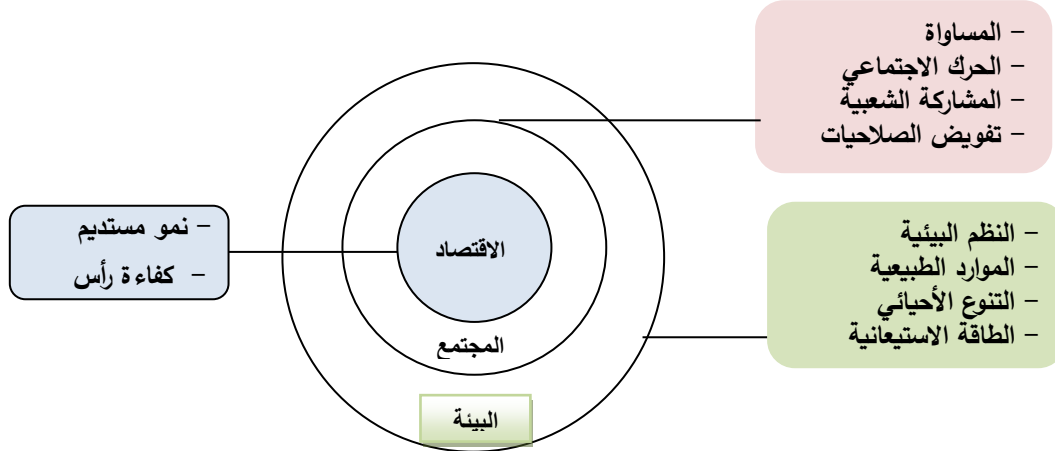 – المساواة
– الحرك الاجتماعي
– المشاركة الشعبية
– تفويض الصلاحيات
– النظم البيئية
– الموارد الطبيعية
– التنوع الأحيائي
– الطاقة الاستيعانية
– نمو مستديم
– كفاءة رأس
الاقتصاد
المجتمع
البيئة